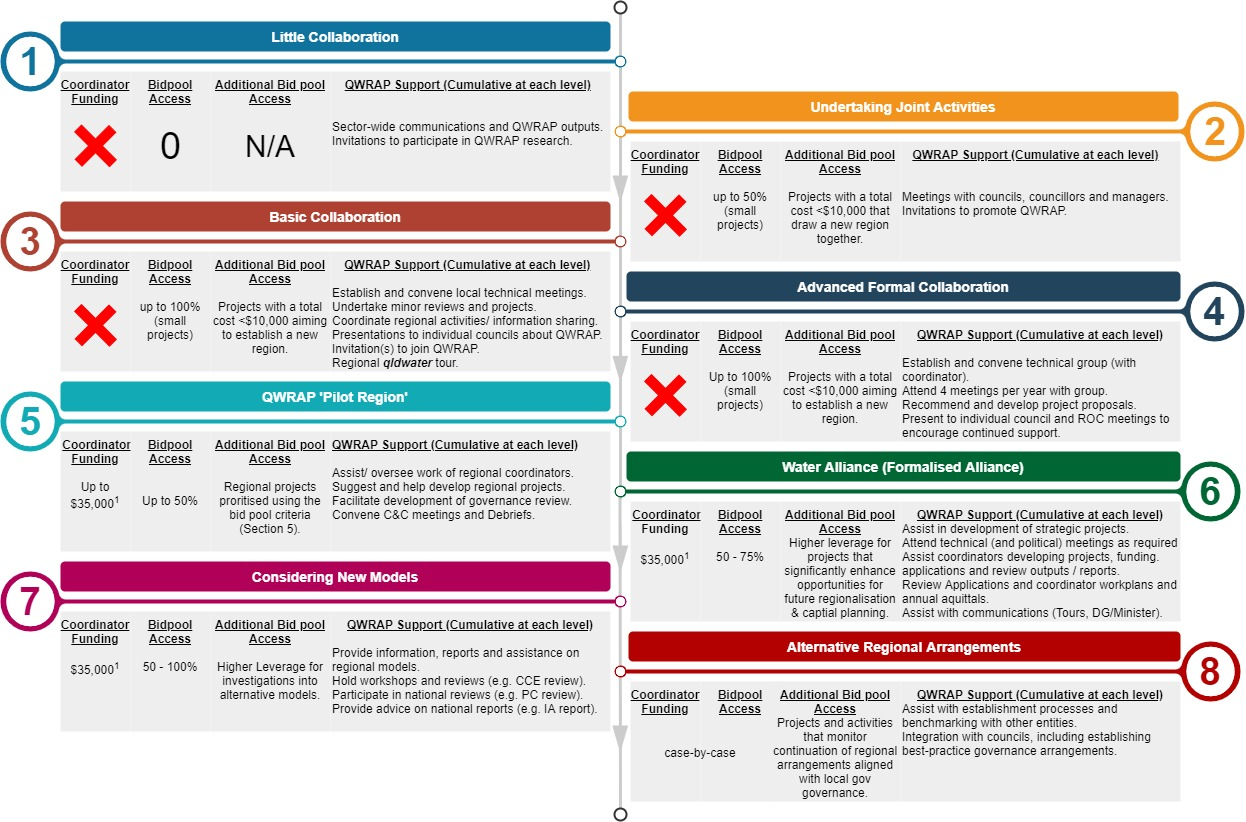 1
Little Collaboration
Coordinator Funding
Bidpool Access
0
Additional Bid pool Access
N/A
QWRAP Support (Cumulative at each level)
Sector-wide communications and QWRAP outputs.
Invitations to participate in QWRAP research.
2
Undertaking Joint Activities
Coordinator Funding
Bidpool Access
up to 50%
(small
projects)
Additional Bid pool Access
Projects with a total
cost <$10,000 that
draw a new region
together.
QWRAP Support (Cumulative at each level)
Meetings with councils, councillors and managers.
Invitations to promote QWRAP.
3
Basic Collaboration
Coordinator Funding
Bidpool Access
up to 100%
(small
projects)
Additional Bid pool Access
Projects with a total
cost <$10,000 aiming
to establish a new
region.
QWRAP Support (Cumulative at each level)
Establish and convene local technical meetings.
Undertake minor reviews and projects.
Coordinate regional activities/ information sharing.
Presentations to individual councils about QWRAP.
Invitation(s) to join QWRAP.
Regional qldwater tour.
4
Advanced Formal Collaboration
Coordinator Funding
Bidpool Access
Up to 100%
(small
projects)
Additional Bid pool Access
Projects with a total
cost <$10,000 aiming
to establish a new
region.
QWRAP Support (Cumulative at each level)
Establish and convene technical group (with
coordinator).
Attend 4 meetings per year with group.
Recommend and develop project proposals.
Present to individual council and ROC meetings to
encourage continued support.
5
QWRAP 'Pilot Region'
Coordinator Funding
Up to
$35,000¹
Bidpool Access
Up to 50%
Additional Bid pool Access
Regional projects
proritised using the
bid pool criteria
(Section 5).
QWRAP Support (Cumulative at each level)
Assist/ oversee work of regional coordinators.
Suggest and help develop regional projects.
Facilitate development of governance review.
Convene C&C meetings and Debriefs.
6
Water Alliance (Formalised Alliance)
Coordinator Funding
$35,000¹
Bidpool Access
50 - 75%
Additional Bid pool Access
Higher leverage for
projects that
significantly enhance
opportunities for
future regionalisation
& captial planning.
QWRAP Support (Cumulative at each level)
Assist in development of strategic projects.
Attend technical (and political) meetings as required
Assist coordinators developing projects, funding.
applications and review outputs / reports.
Review Applications and coordinator workplans and
annual aquittals.
Assist with communications (Tours, DG/Minister).
7
Considering New Models
Coordinator Funding
$35,000¹
Bidpool Access
50 - 100%
Additional Bid pool Access
Higher Leverage for
investigations into
alternative models.
QWRAP Support (Cumulative at each level)
Provide information, reports and assistance on
regional models.
Hold workshops and reviews (e.g. CCE review).
Participate in national reviews (e.g. PC review).
Provide advice on national reports (e.g. IA report).
8
Alternative Regional Arrangements
Coordinator Funding
Bidpool Access
case-by-case
Additional Bid pool Access
Projects and activities
that monitor
continuation of regional
arrangements aligned
with local gov
governance.
QWRAP Support (Cumulative at each level)
Assist with establishment processes and
benchmarking with other entities.
Integration with councils, including establishing
best-practice governance arrangements.